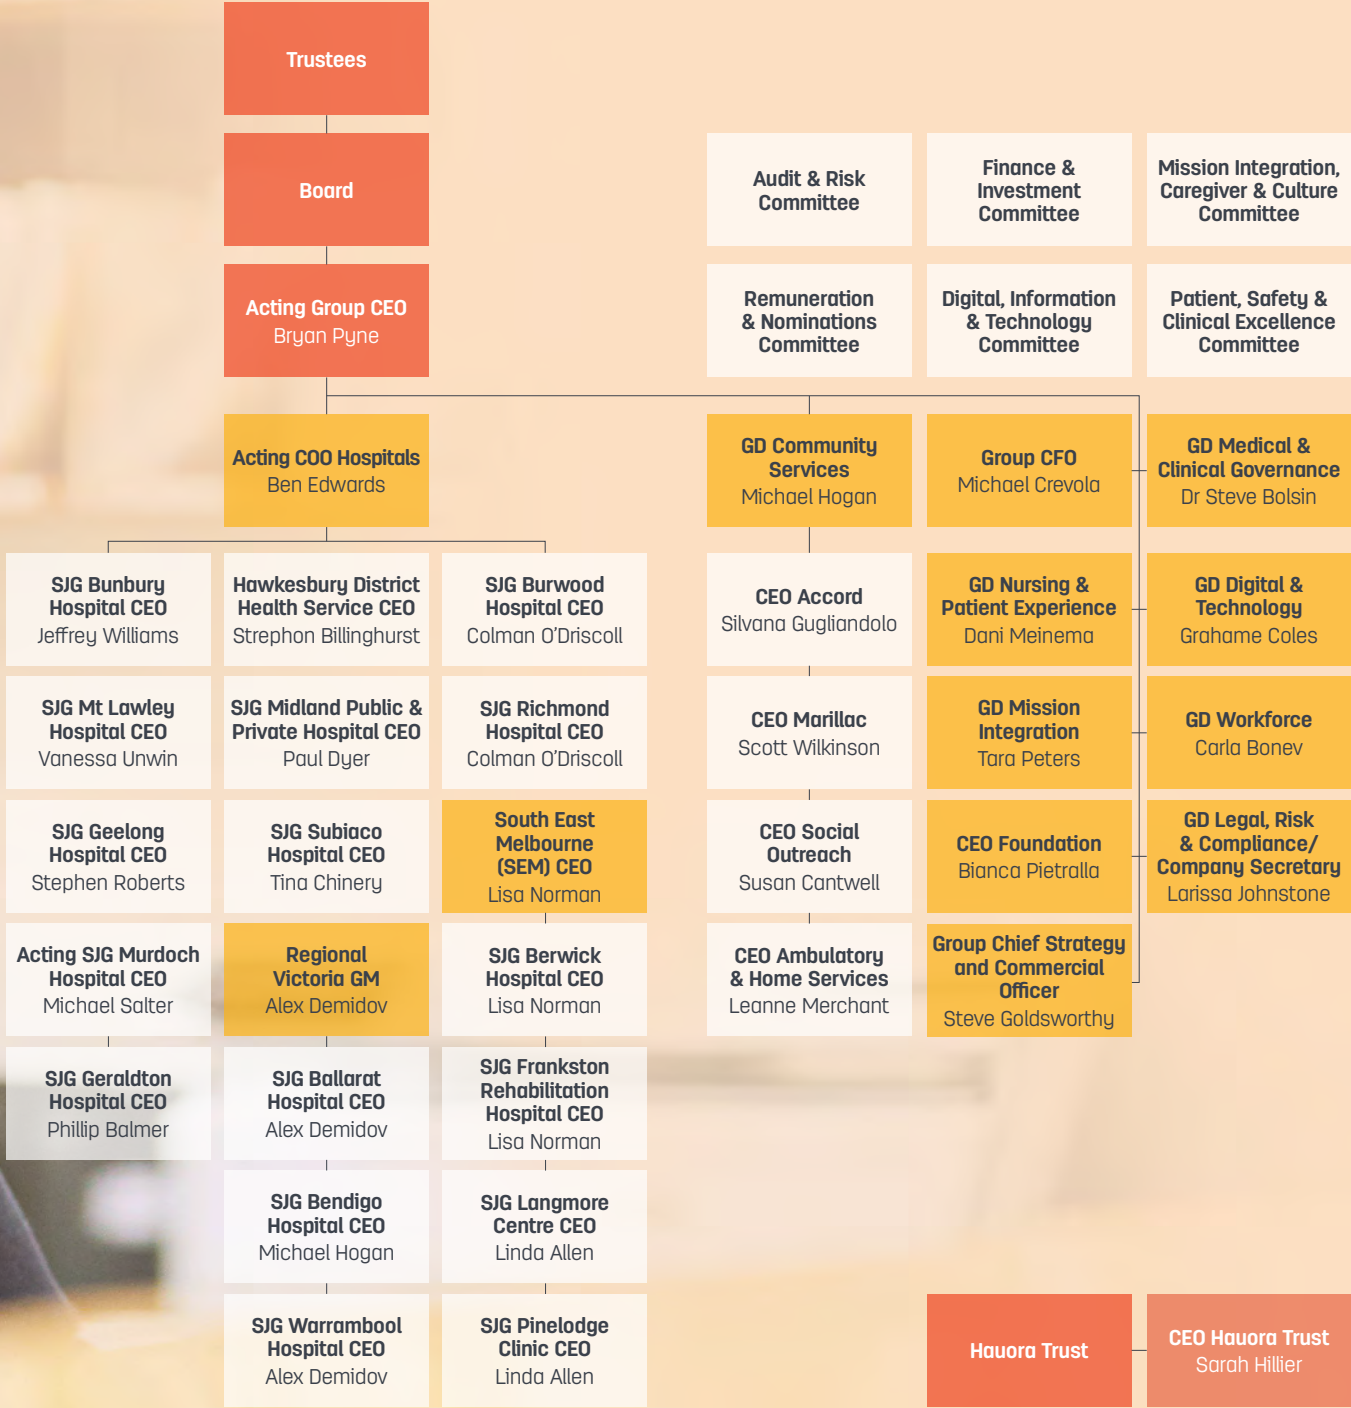 Trustees
Board
Acting Group CEO
Bryan Pyne
Audit & Risk
Committee
Finance &
Investment
Committee
Mission Integration,
Caregiver & Culture
Committee
Remuneration
& Nominations
Committee
Digital, Information
& Technology
Committee
Patient, Safety &
Clinical Excellence
Committee
Acting COO Hospitals
Ben Edwards
GD Community
Services
Michael Hogan
Group CFO
Michael Crevola
GD Medical &
Clinical Governance
Dr Steve Bolsin
SJG Bunbury
Hospital CEO
Jeffrey Williams
Hawkesbury District
Health Service CEO
Strephon Billinghurst
SJG Burwood
Hospital CEO
Colman O’Driscoll
CEO Accord
Silvana Gugliandolo
GD Nursing &
Patient Experience
Dani Meinema
GD Digital &
Technology
Grahame Coles
SJG Mt Lawley
Hospital CEO
Vanessa Unwin
SJG Midland Public &
Private Hospital CEO
Paul Dyer
SJG Richmond
Hospital CEO
Colman O’Driscoll
CEO Marillac
Scott Wilkinson
GD Mission
Integration
Tara Peters
GD Workforce
Carla Bonev
SJG Geelong
Hospital CEO
Stephen Roberts
SJG Subiaco
Hospital CEO
Tina Chinery
South East
Melbourne
(SEM) CEO
Lisa Norman
CEO Social
Outreach
Susan Cantwell
CEO Foundation
Bianca Pietralla
GD Legal, Risk
& Compliance/
Company Secretary
Larissa Johnstone
Acting SJG Murdoch
Hospital CEO
Michael Salter
Regional
Victoria GM
Alex Demidov
SJG Berwick
Hospital CEO
Lisa Norman
CEO Ambulatory
& Home Services
Leanne Merchant
Group Chief Strategy
and Commercial
Officer
Steve Goldsworthy
SJG Geraldton
Hospital CEO
Phillip Balmer
SJG Ballarat
Hospital CEO
Alex Demidov
SJG Frankston
Rehabilitation
Hospital CEO
Lisa Norman
SJG Bendigo
Hospital CEO
Michael Hogan
SJG Langmore
Centre CEO
Linda Allen
SJG Warrambool
Hospital CEO
Alex Demidov
SJG Pinelodge
Clinic CEO
Linda Allen
Hauora Trust
CEO Hauora Trust
Sarah Hillier